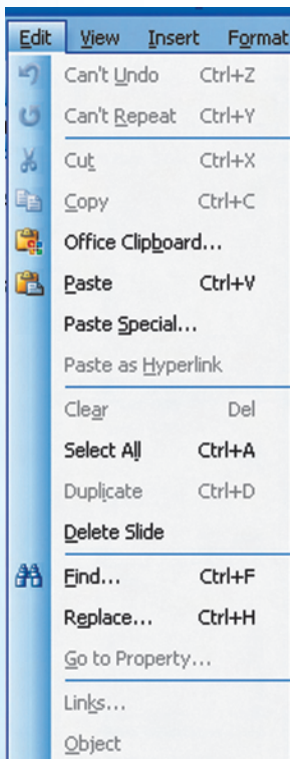 Edit View Insert Format
Can't Undo Ctrl+Z
Can't Repeat Ctrl+Y
Cut Ctrl+X
Copy Ctrl+C
Office Clipboard...
Paste Ctrl+V
Paste Special...
Paste as Hyperlink
Clear Del
Select All Ctrl+A
Duplicate Ctrl+D
Delete Slide
Find... Ctrl+F
Replace... Ctrl+H
Go to Property...
Links...
Object